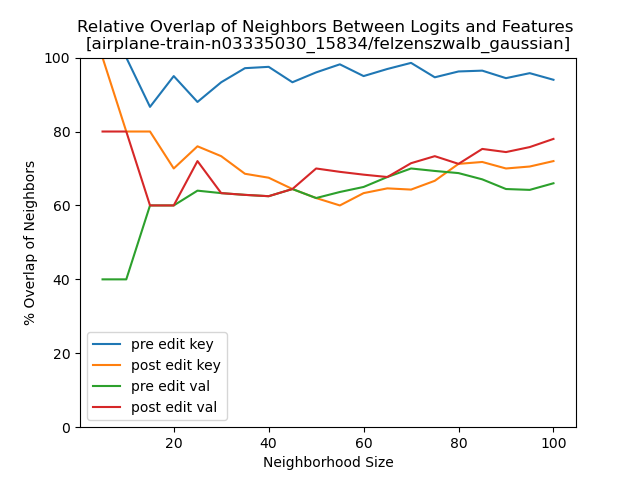 Relative Overlap of Neighbors Between Logits and Features
[airplane-train-n03335030_15834/felzenszwalb_gaussian]
% Overlap of Neighbors
100
80
60
40
20
0
pre edit key
post edit key
pre edit val
post edit val
20 40 60 80 100
Neighborhood Size